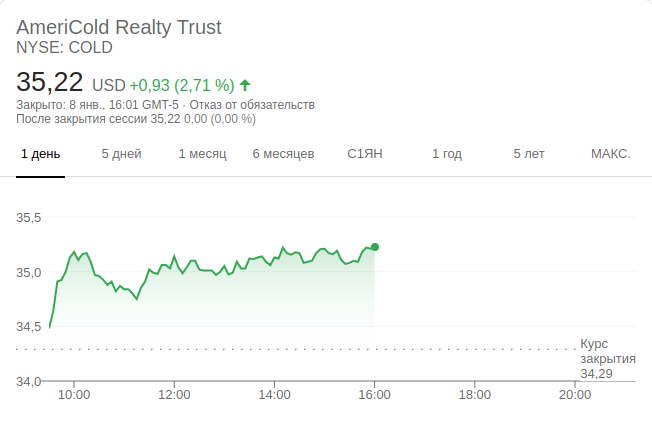 AmeriCold Realty Trust
NYSE: COLD
35,22 USD +0,93 (2,71 %)
Закрыто: 8 янв., 16:01 GMT-5 · Отказ от обязательств
После закрытия сессии 35,22 0,00 (0,00 %)
1 день 5 дней 1 месяц 6 месяцев С1ЯН 1 год 5 лет МАКС.
35,5
35,0
34,5
Курс
закрытия
34,29
34,0
10:00 12:00 14:00 16:00 18:00 20:00